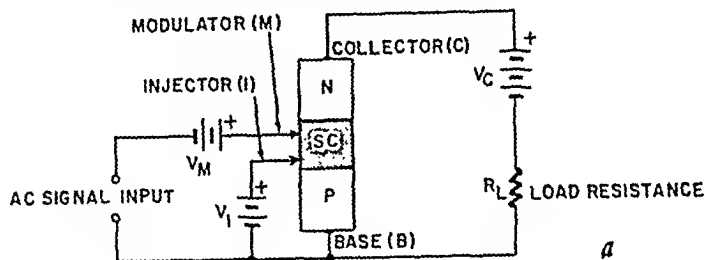 MODULATOR (M)
COLLECTOR (C)
+
INJECTOR (I)
N
V_C
+
SC
V_M
+
AC SIGNAL INPUT
P
R_L LOAD RESISTANCE
V_I
BASE (B)
a